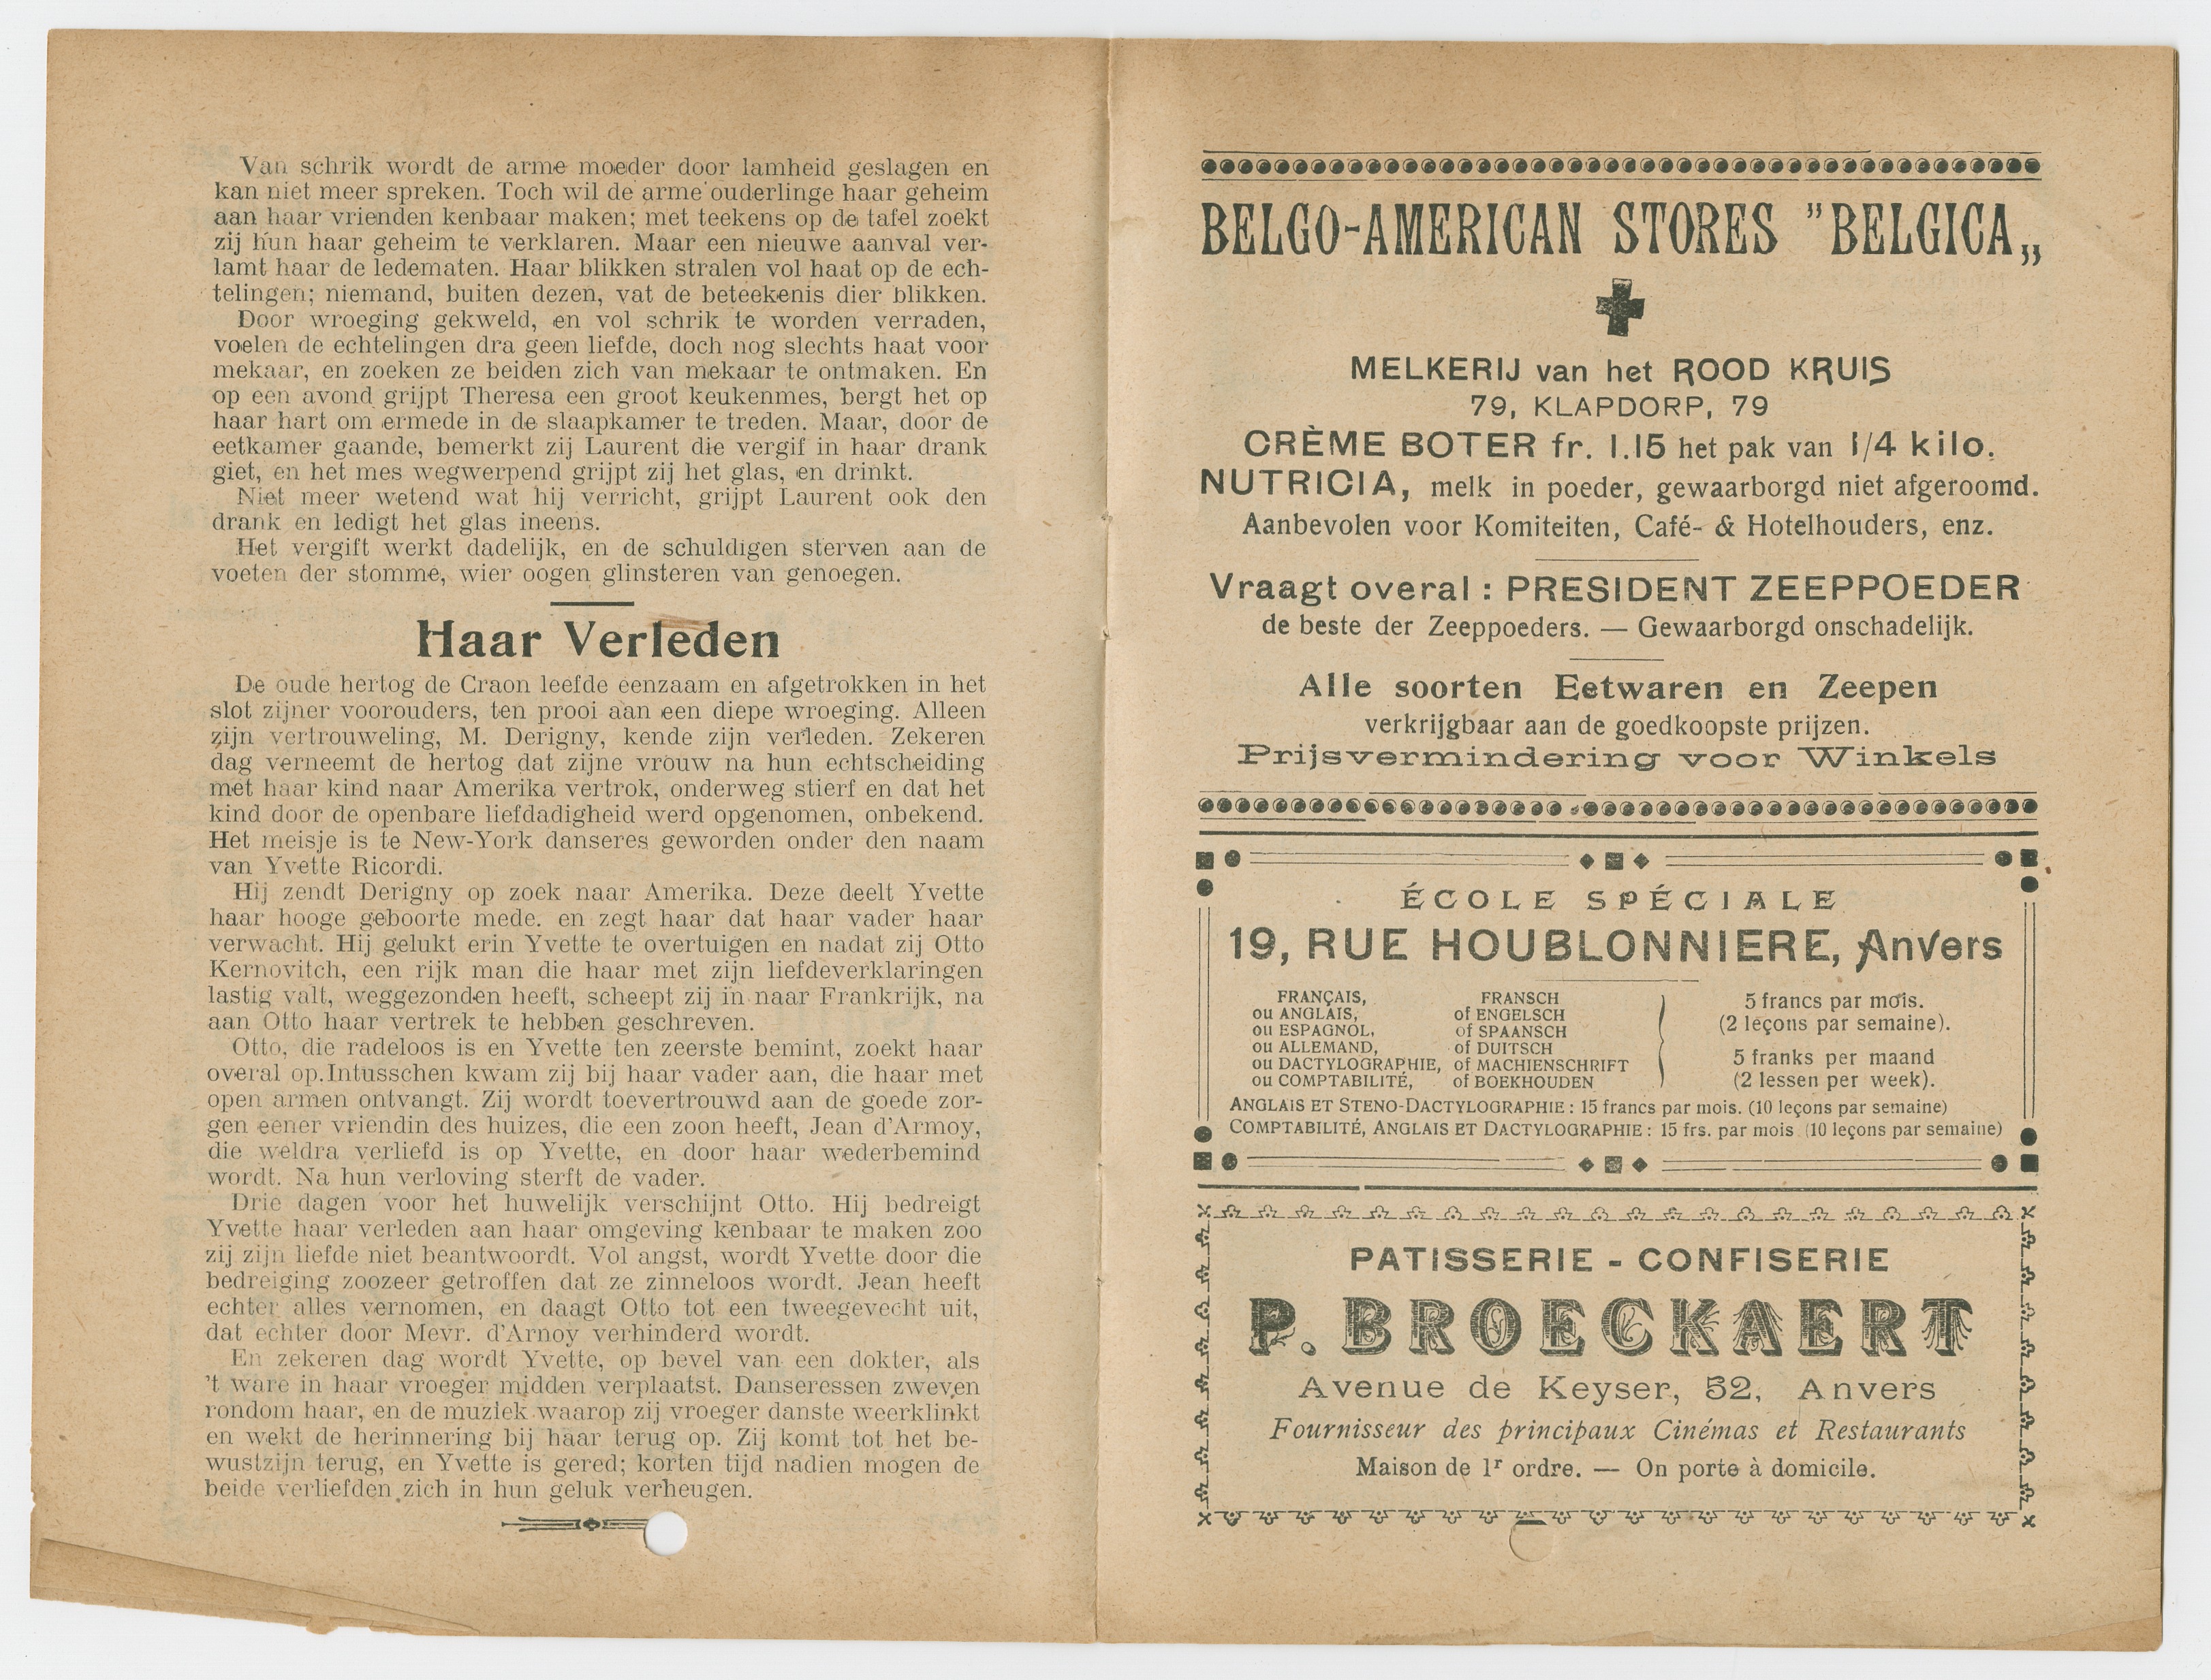 Van schrik wordt de arme moeder door lamheid geslagen en
kan niet meer spreken. Toch wil de arme ouderlinge haar geheim
aan haar vrienden kenbaar maken; met teekens op de tafel zoekt
zij hun haar geheim te verklaren. Maar een nieuwe aanval ver-
lamt haar de ledematen. Haar blikken stralen vol haat op de ech-
telingen; niemand, buiten dezen, vat de beteekenis dier blikken.
Door wroeging gekweld, en vol schrik te worden verraden,
voelen de echtelingen dra geen liefde, doch nog slechts haat voor
mekaar, en zoeken ze beiden zich van mekaar te ontmaken. En
op een avond grijpt Theresa een groot keukenmes, bergt het op
haar hart om ermede in de slaapkamer te treden. Maar, door de
eetkamer gaande, bemerkt zij Laurent die vergif in haar drank
giet, en het mes wegwerpend grijpt zij het glas, en drinkt.
Niet meer wetend wat hij verricht, grijpt Laurent ook den
drank en ledigt het glas ineens.
Het vergift werkt dadelijk, en de schuldigen sterven aan de
voeten der stomme, wier oogen glinsteren van genoegen.
Haar Verleden
De oude hertog de Craon leefde eenzaam en afgetrokken in het
slot zijner voorouders, ten prooi aan een diepe wroeging. Alleen
zijn vertrouweling, M. Derigny, kende zijn verleden. Zekeren
dag verneemt de hertog dat zijne vrouw na hun echtscheiding
met haar kind naar Amerika vertrok, onderweg stierf en dat het
kind door de openbare liefdadigheid werd opgenomen, onbekend.
Het meisje is te New-York danseres geworden onder den naam
van Yvette Ricordi.
Hij zendt Derigny op zoek naar Amerika. Deze deelt Yvette
haar hooge geboorte mede. en zegt haar dat haar vader haar
verwacht. Hij gelukt erin Yvette te overtuigen en nadat zij Otto
Kernovitch, een rijk man die haar met zijn liefdeverklaringen
lastig valt, weggezonden heeft, scheept zij in naar Frankrijk, na
aan Otto haar vertrek te hebben geschreven.
Otto, die radeloos is en Yvette ten zeerste bemint, zoekt haar
overal op.Intusschen kwam zij bij haar vader aan, die haar met
open armen ontvangt. Zij wordt toevertrouwd aan de goede zor-
gen eener vriendin des huizes, die een zoon heeft, Jean d'Armoy,
die weldra verliefd is op Yvette, en door haar wederbemind
wordt. Na hun verloving sterft de vader.
Drie dagen voor het huwelijk verschijnt Otto. Hij bedreigt
Yvette haar verleden aan haar omgeving kenbaar te maken zoo
zij zijn liefde niet beantwoordt. Vol angst, wordt Yvette door die
bedreiging zoozeer getroffen dat ze zinneloos wordt. Jean heeft
echter alles vernomen, en daagt Otto tot een tweegevecht uit,
dat echter door Mevr. d'Arnoy verhinderd wordt.
En zekeren dag wordt Yvette, op bevel van een dokter, als
't ware in haar vroeger midden verplaatst. Danseressen zweven
rondom haar, en de muziek waarop zij vroeger danste weerklinkt
en wekt de herinnering bij haar terug op. Zij komt tot het be-
wustzijn terug, en Yvette is gered; korten tijd nadien mogen de
beide verliefden zich in hun geluk verheugen.
BELGO-AMERICAN STORES "BELGICA„
MELKERIJ van het ROOD KRUIS
79, KLAPDORP, 79
CRÈME BOTER fr. 1.15 het pak van 1/4 kilo.
NUTRICIA, melk in poeder, gewaarborgd niet afgeroomd.
Aanbevolen voor Komiteiten, Café- & Hotelhouders, enz.
Vraagt overal : PRESIDENT ZEEPPOEDER
de beste der Zeeppoeders. — Gewaarborgd onschadelijk.
Alle soorten Eetwaren en Zeepen
verkrijgbaar aan de goedkoopste prijzen.
Prijsvermindering voor Winkels
ÉCOLE SPÉCIALE
19, RUE HOUBLONNIERE, Anvers
FRANÇAIS, FRANSCH
ou ANGLAIS, of ENGELSCH
ou ESPAGNOL, of SPAANSCH
ou ALLEMAND, of DUITSCH
ou DACTYLOGRAPHIE, of MACHIENSCHRIFT
ou COMPTABILITÉ, of BOEKHOUDEN
5 francs par mois.
(2 leçons par semaine).
5 franks per maand
(2 lessen per week).
ANGLAIS ET STENO-DACTYLOGRAPHIE : 15 francs par mois. (10 leçons par semaine)
COMPTABILITÉ, ANGLAIS ET DACTYLOGRAPHIE : 15 frs. par mois (10 leçons par semaine)
PATISSERIE - CONFISERIE
P. BROECKAERT
Avenue de Keyser, 52, Anvers
Fournisseur des principaux Cinémas et Restaurants
Maison de 1r ordre. — On porte à domicile.